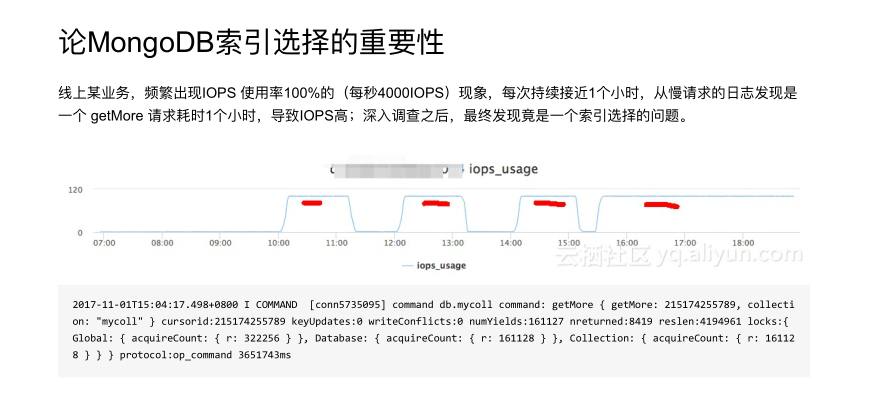 论MongoDB索引选择的重要性
线上某业务，频繁出现IOPS 使用率100%的（每秒4000IOPS）现象，每次持续接近1个小时，从慢请求的日志发现是
一个 getMore 请求耗时1个小时，导致IOPS高；深入调查之后，最终发现竟是一个索引选择的问题。
iops_usage
120
0
07:00 08:00 09:00 10:00 11:00 12:00 13:00 14:00 15:00 16:00 17:00 18:00
云栖社区 yq.aliyun.com
iops_usage
2017-11-01T15:04:17.498+0800 I COMMAND  [conn5735095] command db.mycoll command: getMore { getMore: 215174255789, collecti
on: "mycoll" } cursorid:215174255789 keyUpdates:0 writeConflicts:0 numYields:161127 nreturned:8419 reslen:4194961 locks:{
Global: { acquireCount: { r: 322256 } }, Database: { acquireCount: { r: 161128 } }, Collection: { acquireCount: { r: 16112
8 } } } protocol:op_command 3651743ms